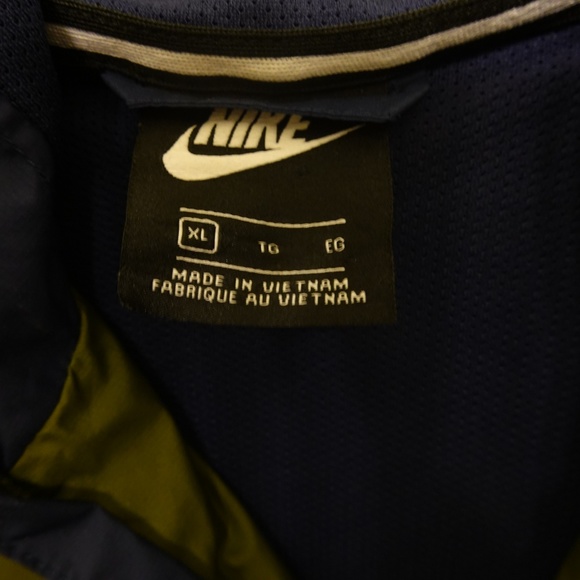 NIKE
XL TG EG
MADE IN VIETNAM
FABRIQUE AU VIETNAM